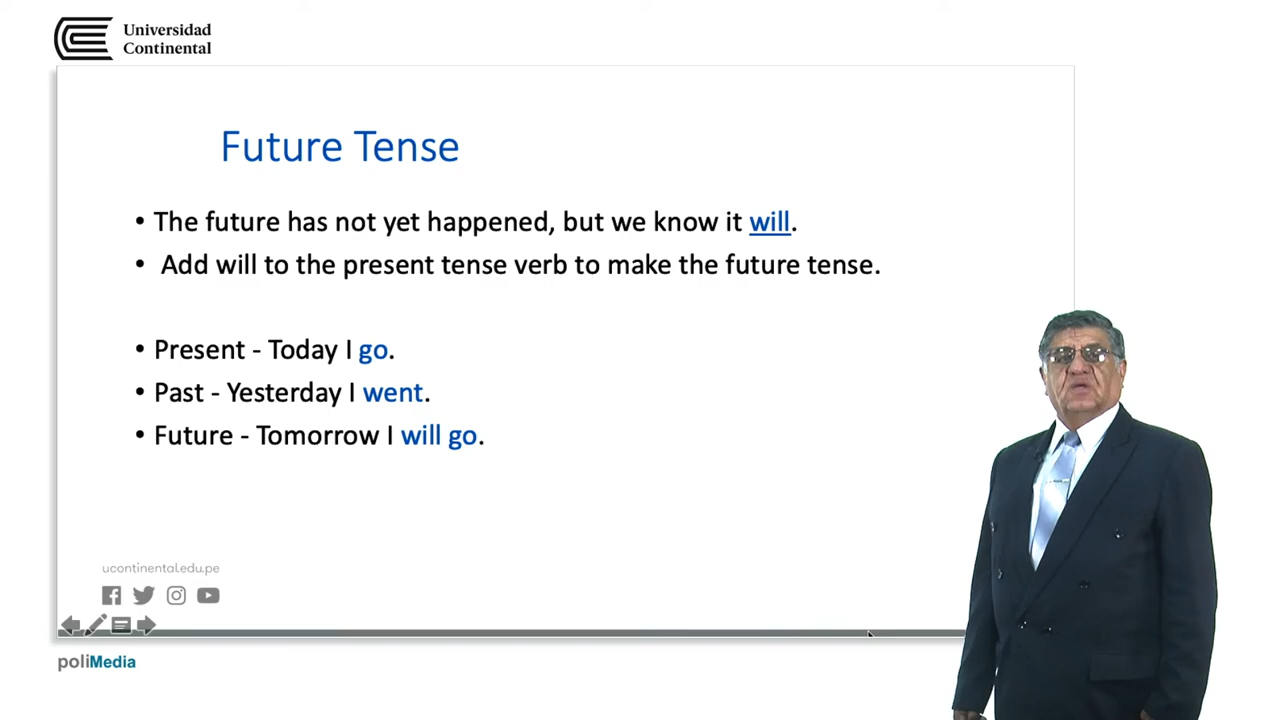 Universidad
Continental
Future Tense
• The future has not yet happened, but we know it will.
• Add will to the present tense verb to make the future tense.
• Present - Today I go.
• Past - Yesterday I went.
• Future - Tomorrow I will go.
ucontinental.edu.pe
poliMedia